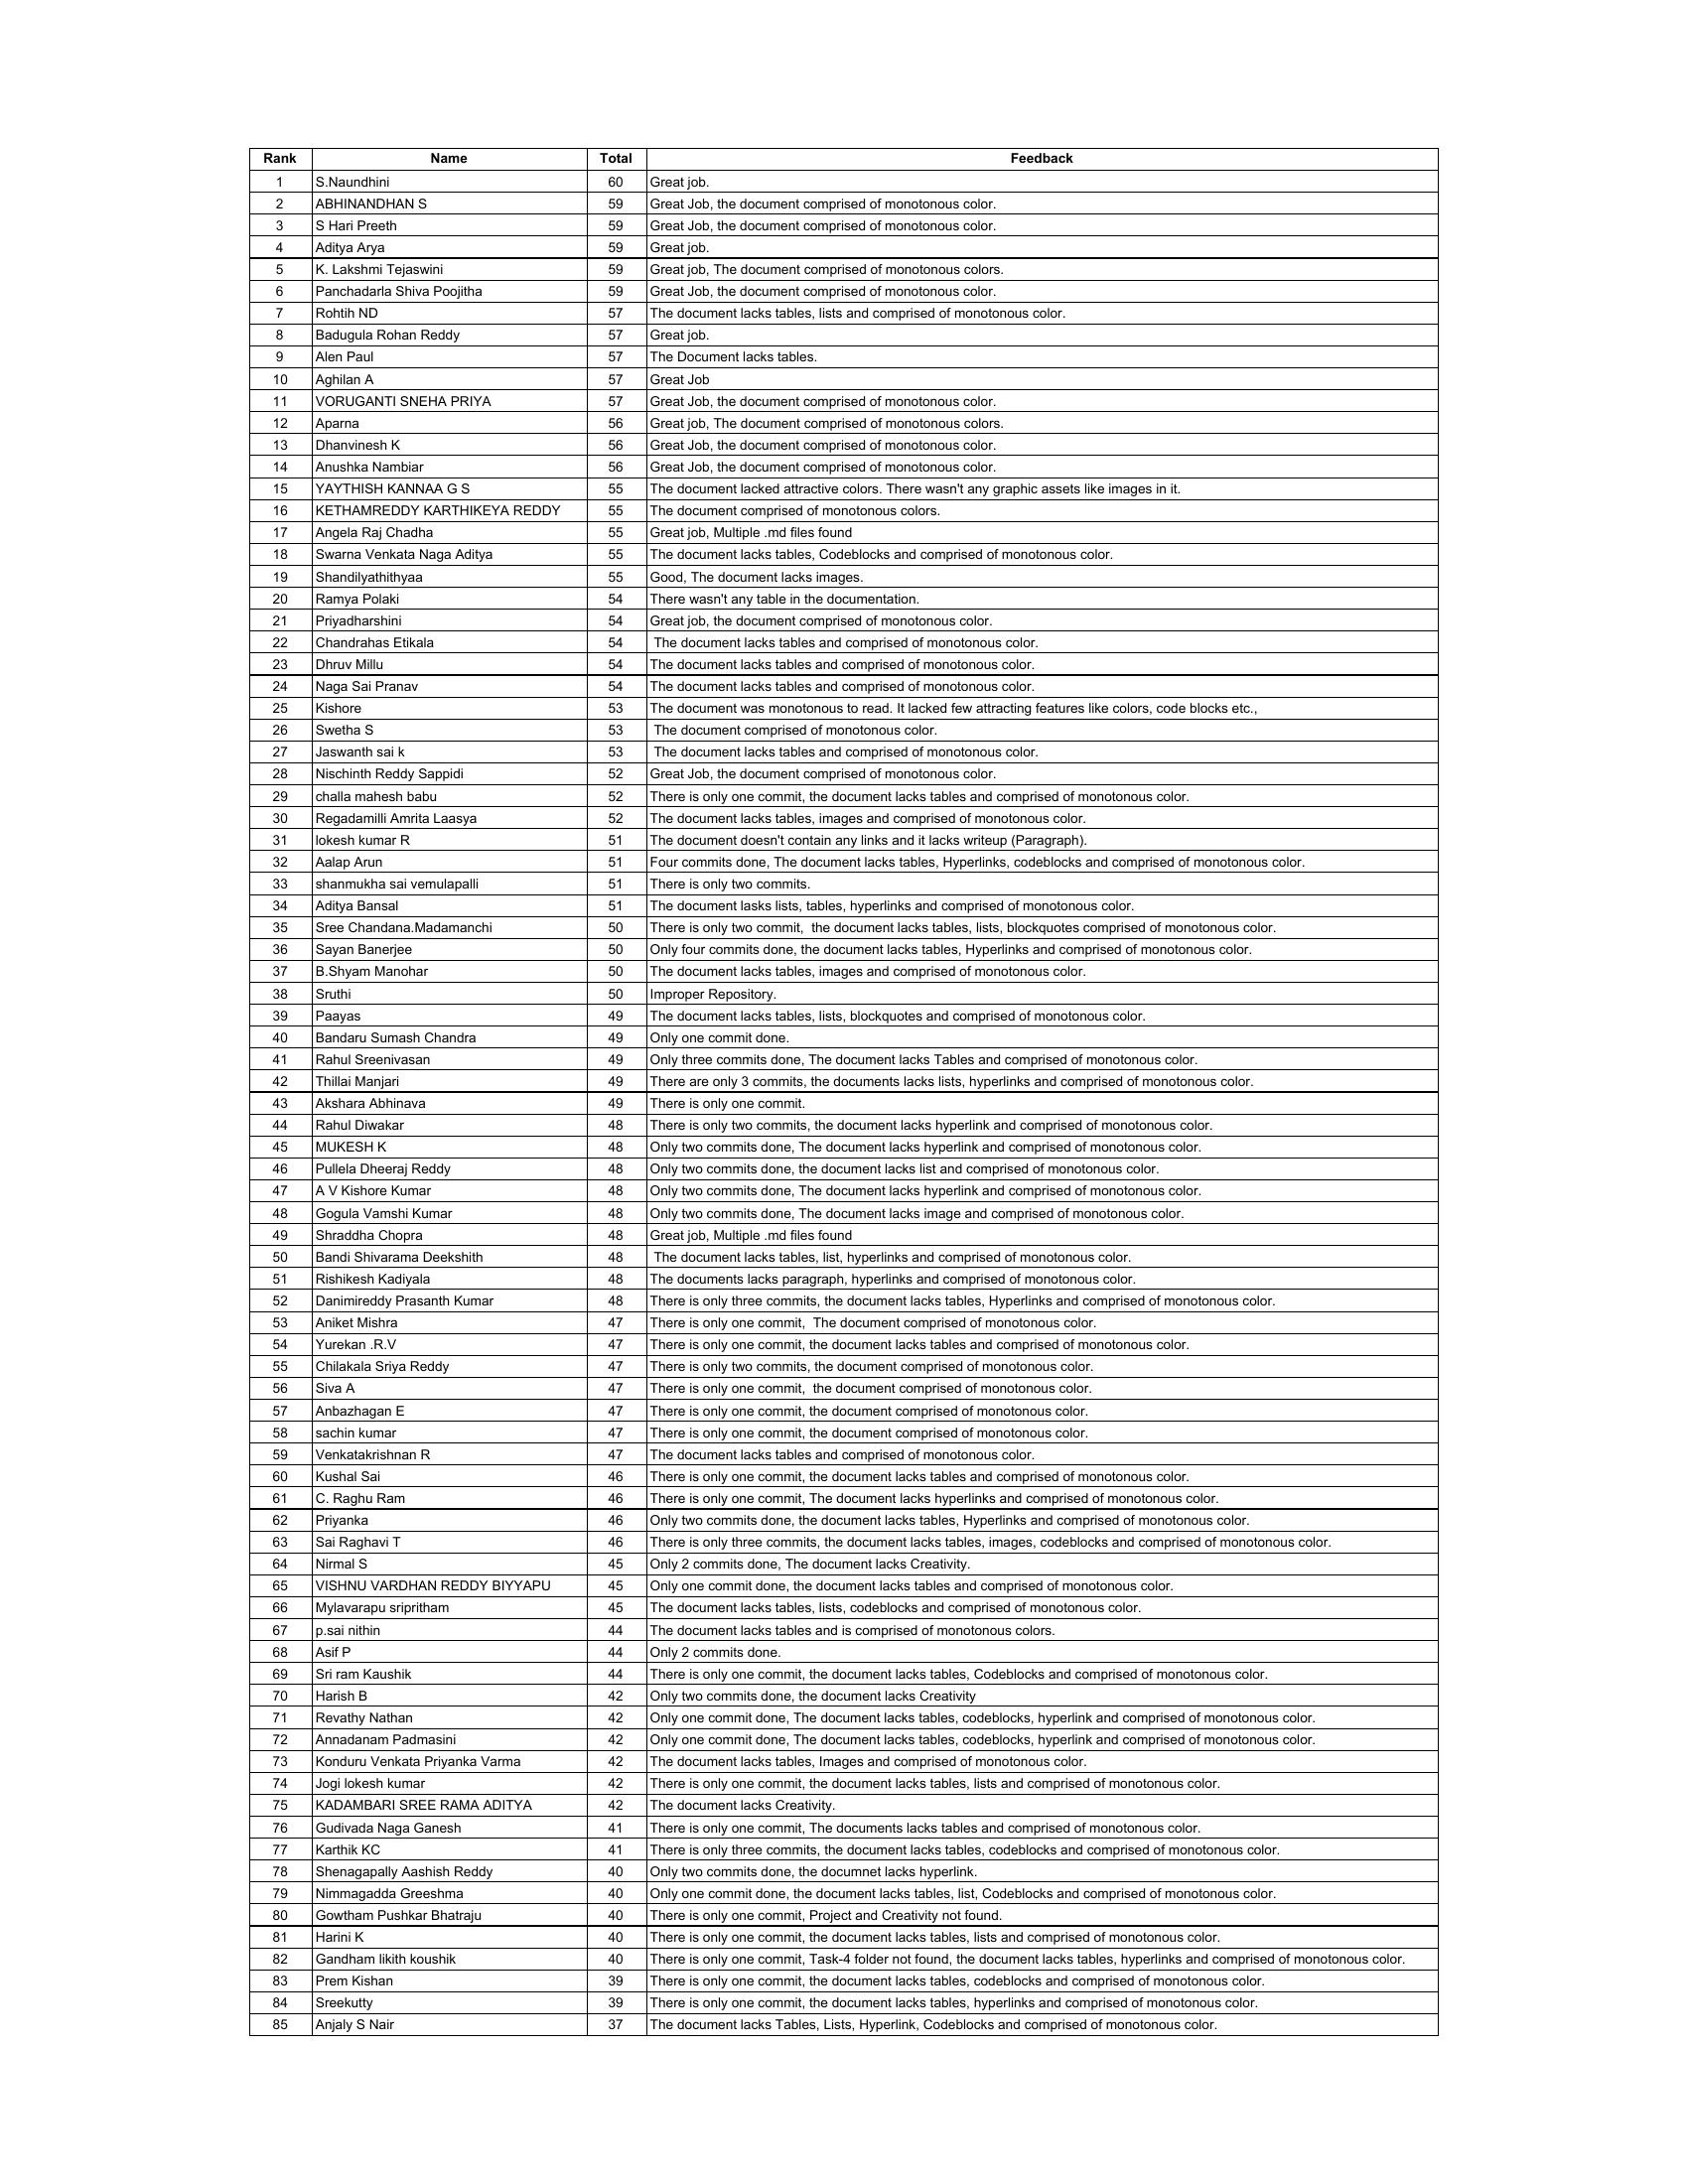 Rank Name Total Feedback
1 S.Naundhini 60 Great job.
2 ABHINANDHAN S 59 Great Job, the document comprised of monotonous color.
3 S Hari Preeth 59 Great Job, the document comprised of monotonous color.
4 Aditya Arya 59 Great job.
5 K. Lakshmi Tejaswini 59 Great job, The document comprised of monotonous colors.
6 Panchadarla Shiva Poojitha 59 Great Job, the document comprised of monotonous color.
7 Rohtih ND 57 The document lacks tables, lists and comprised of monotonous color.
8 Badugula Rohan Reddy 57 Great job.
9 Alen Paul 57 The Document lacks tables.
10 Aghilan A 57 Great Job
11 VORUGANTI SNEHA PRIYA 57 Great Job, the document comprised of monotonous color.
12 Aparna 56 Great job, The document comprised of monotonous colors.
13 Dhanvinesh K 56 Great Job, the document comprised of monotonous color.
14 Anushka Nambiar 56 Great Job, the document comprised of monotonous color.
15 YAYTHISH KANNAA G S 55 The document lacked attractive colors. There wasn't any graphic assets like images in it.
16 KETHAMREDDY KARTHIKEYA REDDY 55 The document comprised of monotonous colors.
17 Angela Raj Chadha 55 Great job, Multiple .md files found
18 Swarna Venkata Naga Aditya 55 The document lacks tables, Codeblocks and comprised of monotonous color.
19 Shandilyathithyaa 55 Good, The document lacks images.
20 Ramya Polaki 54 There wasn't any table in the documentation.
21 Priyadharshini 54 Great job, the document comprised of monotonous color.
22 Chandrahas Etikala 54 The document lacks tables and comprised of monotonous color.
23 Dhruv Millu 54 The document lacks tables and comprised of monotonous color.
24 Naga Sai Pranav 54 The document lacks tables and comprised of monotonous color.
25 Kishore 53 The document was monotonous to read. It lacked few attracting features like colors, code blocks etc.,
26 Swetha S 53 The document comprised of monotonous color.
27 Jaswanth sai k 53 The document lacks tables and comprised of monotonous color.
28 Nischinth Reddy Sappidi 52 Great Job, the document comprised of monotonous color.
29 challa mahesh babu 52 There is only one commit, the document lacks tables and comprised of monotonous color.
30 Regadamilli Amrita Laasya 52 The document lacks tables, images and comprised of monotonous color.
31 lokesh kumar R 51 The document doesn't contain any links and it lacks writeup (Paragraph).
32 Aalap Arun 51 Four commits done, The document lacks tables, Hyperlinks, codeblocks and comprised of monotonous color.
33 shanmukha sai vemulapalli 51 There is only two commits.
34 Aditya Bansal 51 The document lasks lists, tables, hyperlinks and comprised of monotonous color.
35 Sree Chandana.Madamanchi 50 There is only two commit,  the document lacks tables, lists, blockquotes comprised of monotonous color.
36 Sayan Banerjee 50 Only four commits done, the document lacks tables, Hyperlinks and comprised of monotonous color.
37 B.Shyam Manohar 50 The document lacks tables, images and comprised of monotonous color.
38 Sruthi 50 Improper Repository.
39 Paayas 49 The document lacks tables, lists, blockquotes and comprised of monotonous color.
40 Bandaru Sumash Chandra 49 Only one commit done.
41 Rahul Sreenivasan 49 Only three commits done, The document lacks Tables and comprised of monotonous color.
42 Thillai Manjari 49 There are only 3 commits, the documents lacks lists, hyperlinks and comprised of monotonous color.
43 Akshara Abhinava 49 There is only one commit.
44 Rahul Diwakar 48 There is only two commits, the document lacks hyperlink and comprised of monotonous color.
45 MUKESH K 48 Only two commits done, The document lacks hyperlink and comprised of monotonous color.
46 Pullela Dheeraj Reddy 48 Only two commits done, the document lacks list and comprised of monotonous color.
47 A V Kishore Kumar 48 Only two commits done, The document lacks hyperlink and comprised of monotonous color.
48 Gogula Vamshi Kumar 48 Only two commits done, The document lacks image and comprised of monotonous color.
49 Shraddha Chopra 48 Great job, Multiple .md files found
50 Bandi Shivarama Deekshith 48 The document lacks tables, list, hyperlinks and comprised of monotonous color.
51 Rishikesh Kadiyala 48 The documents lacks paragraph, hyperlinks and comprised of monotonous color.
52 Danimireddy Prasanth Kumar 48 There is only three commits, the document lacks tables, Hyperlinks and comprised of monotonous color.
53 Aniket Mishra 47 There is only one commit,  The document comprised of monotonous color.
54 Yurekan .R.V 47 There is only one commit, the document lacks tables and comprised of monotonous color.
55 Chilakala Sriya Reddy 47 There is only two commits, the document comprised of monotonous color.
56 Siva A 47 There is only one commit,  the document comprised of monotonous color.
57 Anbazhagan E 47 There is only one commit, the document comprised of monotonous color.
58 sachin kumar 47 There is only one commit, the document comprised of monotonous color.
59 Venkatakrishnan R 47 The document lacks tables and comprised of monotonous color.
60 Kushal Sai 46 There is only one commit, the document lacks tables and comprised of monotonous color.
61 C. Raghu Ram 46 There is only one commit, The document lacks hyperlinks and comprised of monotonous color.
62 Priyanka 46 Only two commits done, the document lacks tables, Hyperlinks and comprised of monotonous color.
63 Sai Raghavi T 46 There is only three commits, the document lacks tables, images, codeblocks and comprised of monotonous color.
64 Nirmal S 45 Only 2 commits done, The document lacks Creativity.
65 VISHNU VARDHAN REDDY BIYYAPU 45 Only one commit done, the document lacks tables and comprised of monotonous color.
66 Mylavarapu sripritham 45 The document lacks tables, lists, codeblocks and comprised of monotonous color.
67 p.sai nithin 44 The document lacks tables and is comprised of monotonous colors.
68 Asif P 44 Only 2 commits done.
69 Sri ram Kaushik 44 There is only one commit, the document lacks tables, Codeblocks and comprised of monotonous color.
70 Harish B 42 Only two commits done, the document lacks Creativity
71 Revathy Nathan 42 Only one commit done, The document lacks tables, codeblocks, hyperlink and comprised of monotonous color.
72 Annadanam Padmasini 42 Only one commit done, The document lacks tables, codeblocks, hyperlink and comprised of monotonous color.
73 Konduru Venkata Priyanka Varma 42 The document lacks tables, Images and comprised of monotonous color.
74 Jogi lokesh kumar 42 There is only one commit, the document lacks tables, lists and comprised of monotonous color.
75 KADAMBARI SREE RAMA ADITYA 42 The document lacks Creativity.
76 Gudivada Naga Ganesh 41 There is only one commit, The documents lacks tables and comprised of monotonous color.
77 Karthik KC 41 There is only three commits, the document lacks tables, codeblocks and comprised of monotonous color.
78 Shenagapally Aashish Reddy 40 Only two commits done, the documnet lacks hyperlink.
79 Nimmagadda Greeshma 40 Only one commit done, the document lacks tables, list, Codeblocks and comprised of monotonous color.
80 Gowtham Pushkar Bhatraju 40 There is only one commit, Project and Creativity not found.
81 Harini K 40 There is only one commit, the document lacks tables, lists and comprised of monotonous color.
82 Gandham likith koushik 40 There is only one commit, Task-4 folder not found, the document lacks tables, hyperlinks and comprised of monotonous color.
83 Prem Kishan 39 There is only one commit, the document lacks tables, codeblocks and comprised of monotonous color.
84 Sreekutty 39 There is only one commit, the document lacks tables, hyperlinks and comprised of monotonous color.
85 Anjaly S Nair 37 The document lacks Tables, Lists, Hyperlink, Codeblocks and comprised of monotonous color.